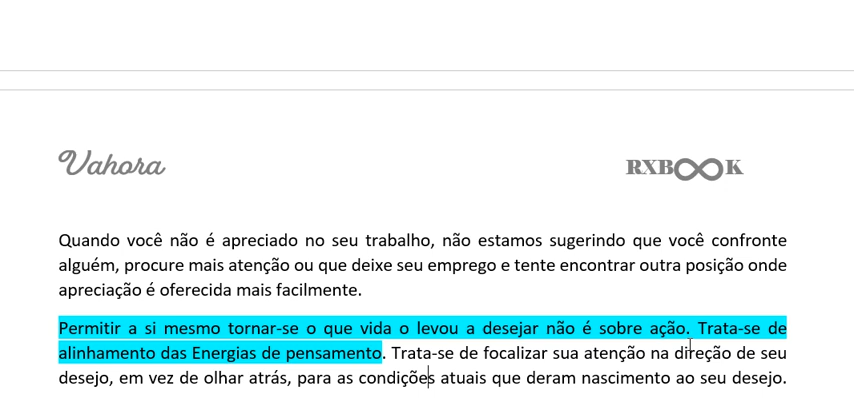 Vahora
RXBOOK
Quando você não é apreciado no seu trabalho, não estamos sugerindo que você confronte
alguém, procure mais atenção ou que deixe seu emprego e tente encontrar outra posição onde
apreciação é oferecida mais facilmente.
Permitir a si mesmo tornar-se o que vida o levou a desejar não é sobre ação. Trata-se de
alinhamento das Energias de pensamento. Trata-se de focalizar sua atenção na direção de seu
desejo, em vez de olhar atrás, para as condições atuais que deram nascimento ao seu desejo.